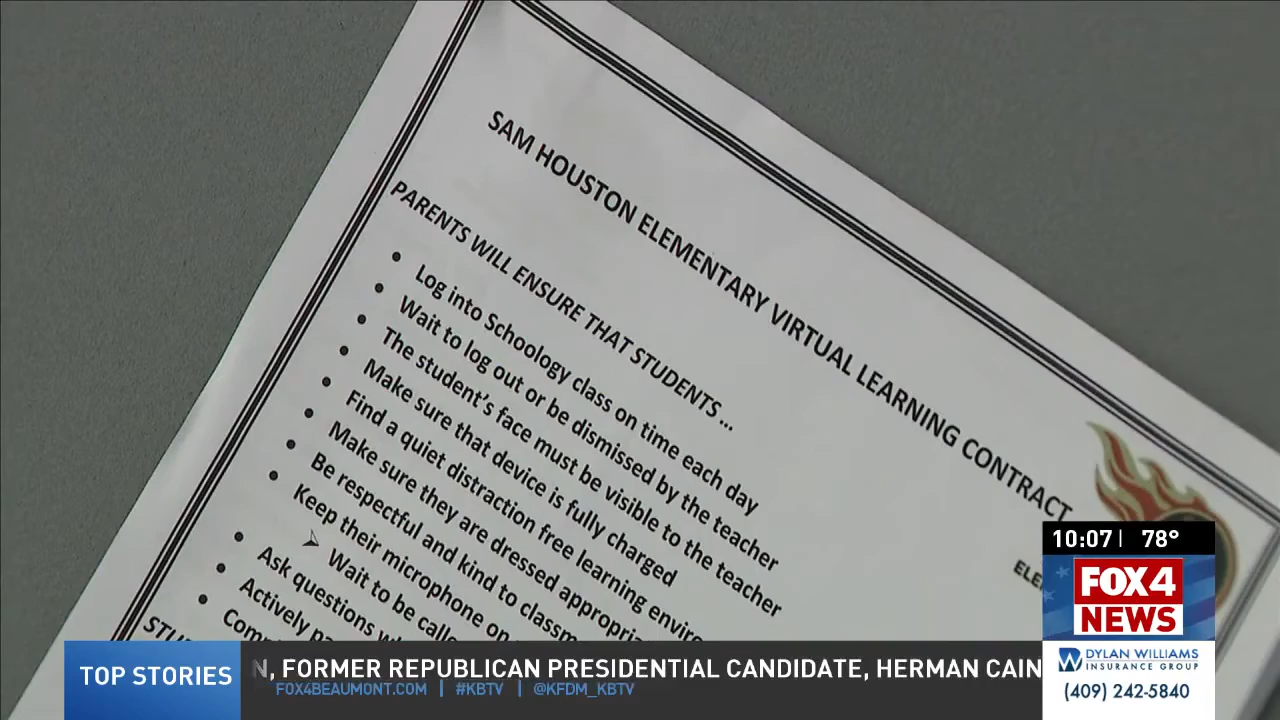 SAM HOUSTON ELEMENTARY VIRTUAL LEARNING CONTRACT
PARENTS WILL ENSURE THAT STUDENTS...
• Log into Schoology class on time each day
• Wait to log out or be dismissed by the teacher
• The student's face must be visible to the teacher
• Make sure that device is fully charged
• Find a quiet distraction free learning
• Make sure they are dressed
• Be respectful and kind to
• Keep their microphone on
➢ Wait to be
• Ask questions
• Actively
10:07 | 78°
FOX 4
NEWS
DYLAN WILLIAMS
INSURANCE GROUP
(409) 242-5840
TOP STORIES
N, FORMER REPUBLICAN PRESIDENTIAL CANDIDATE, HERMAN CAIN
FOX4BEAUMONT.COM | #KBTV | @KFDM_KBTV